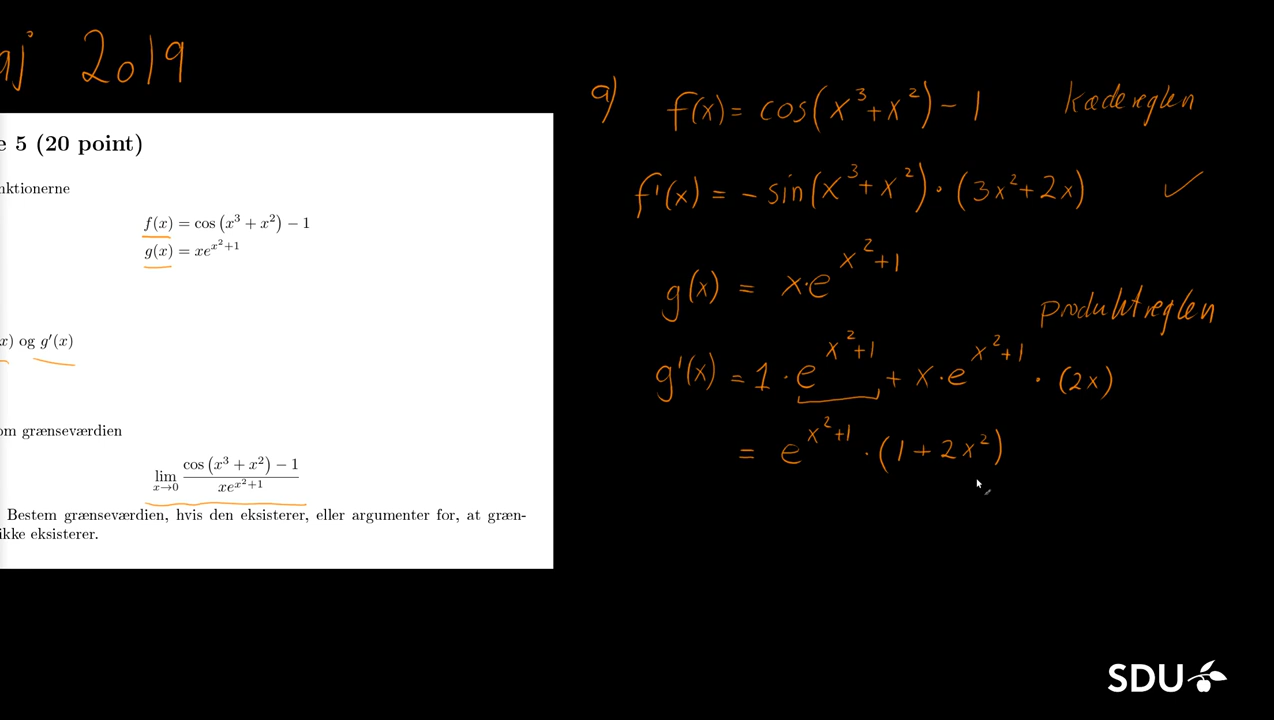 aj 2019
e 5 (20 point)
nktionerne
f(x) = cos (x³ + x²) − 1
g(x) = xe^{x²+1}
x) og g′(x)
om grænseværdien
lim_{x→0} \frac{cos (x³ + x²) − 1}{xe^{x²+1}}
Bestem grænseværdien, hvis den eksisterer, eller argumenter for, at græn-
ikke eksisterer.
a) f(x) = cos(x³+x²) − 1 kædereglen
f'(x) = − sin(x³+x²) · (3x²+2x) ✓
g(x) = x·e^{x²+1}
produktreglen
g'(x) = 1 · e^{x²+1} + x·e^{x²+1} · (2x)
= e^{x²+1} · (1 + 2x²)
SDU